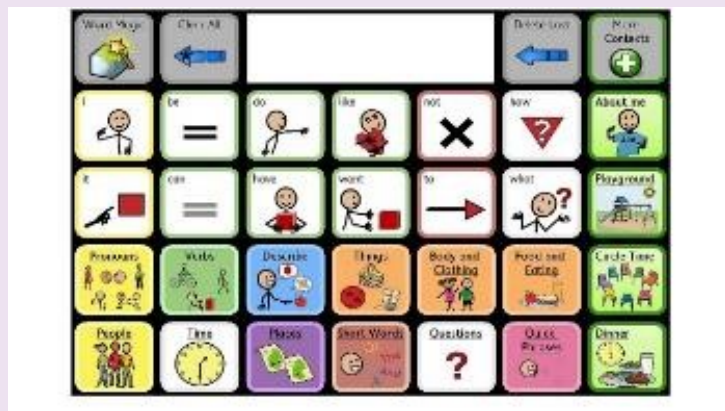 Word Magic
Clear All
Delete Last
More
Contexts
I
be
do
like
not
how
About me
it
can
have
want
to
what
Playground
Pronouns
Verbs
Describe
Things
Body and
Clothing
Food and
Eating
Circle Time
People
Time
Places
Short Words
Questions
Quick
Phrases
Dinner